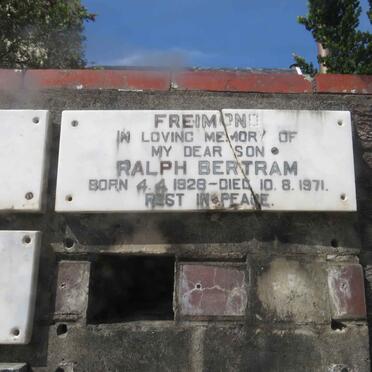 FREIMOND
IN LOVING MEMORY OF
MY DEAR SON
RALPH BERTRAM
BORN 4.4.1928-DIED 10.8.1971.
REST IN PEACE.